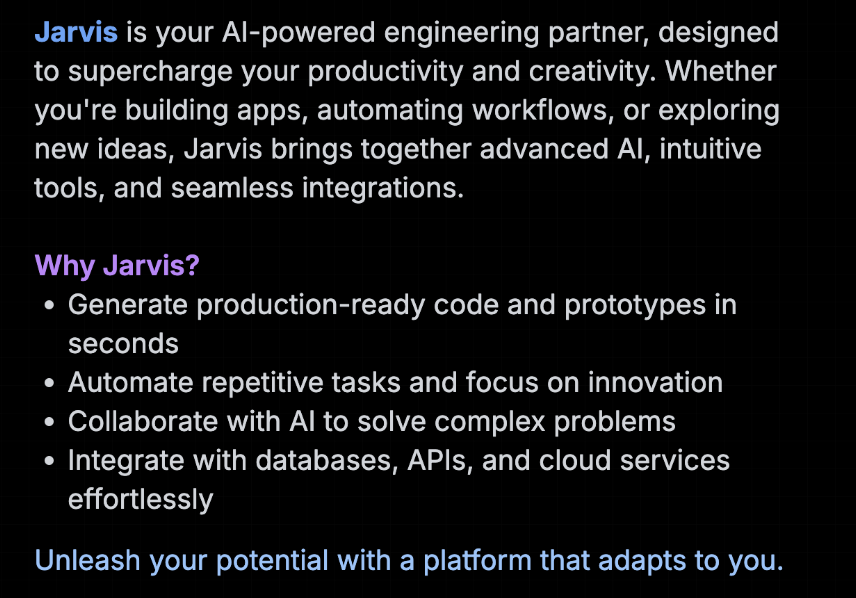 Jarvis is your AI-powered engineering partner, designed
to supercharge your productivity and creativity. Whether
you're building apps, automating workflows, or exploring
new ideas, Jarvis brings together advanced AI, intuitive
tools, and seamless integrations.
Why Jarvis?
• Generate production-ready code and prototypes in
seconds
• Automate repetitive tasks and focus on innovation
• Collaborate with AI to solve complex problems
• Integrate with databases, APIs, and cloud services
effortlessly
Unleash your potential with a platform that adapts to you.